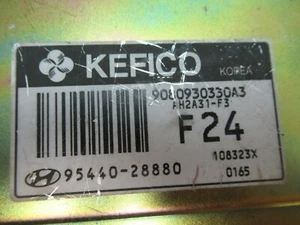 KEFICO
KOREA
9080930330A3
AH2A31-F3
F24
108323X
95440-28880
0165